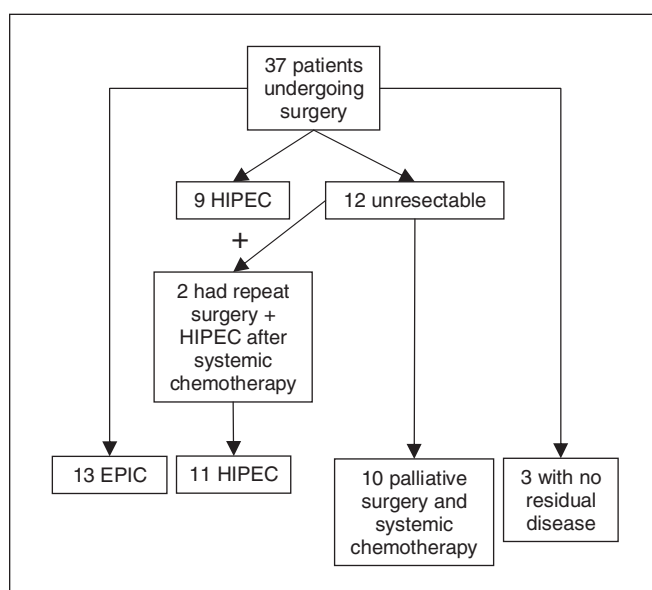 37 patients
undergoing
surgery
9 HIPEC
12 unresectable
+
2 had repeat
surgery +
HIPEC after
systemic
chemotherapy
13 EPIC
11 HIPEC
10 palliative
surgery and
systemic
chemotherapy
3 with no
residual
disease